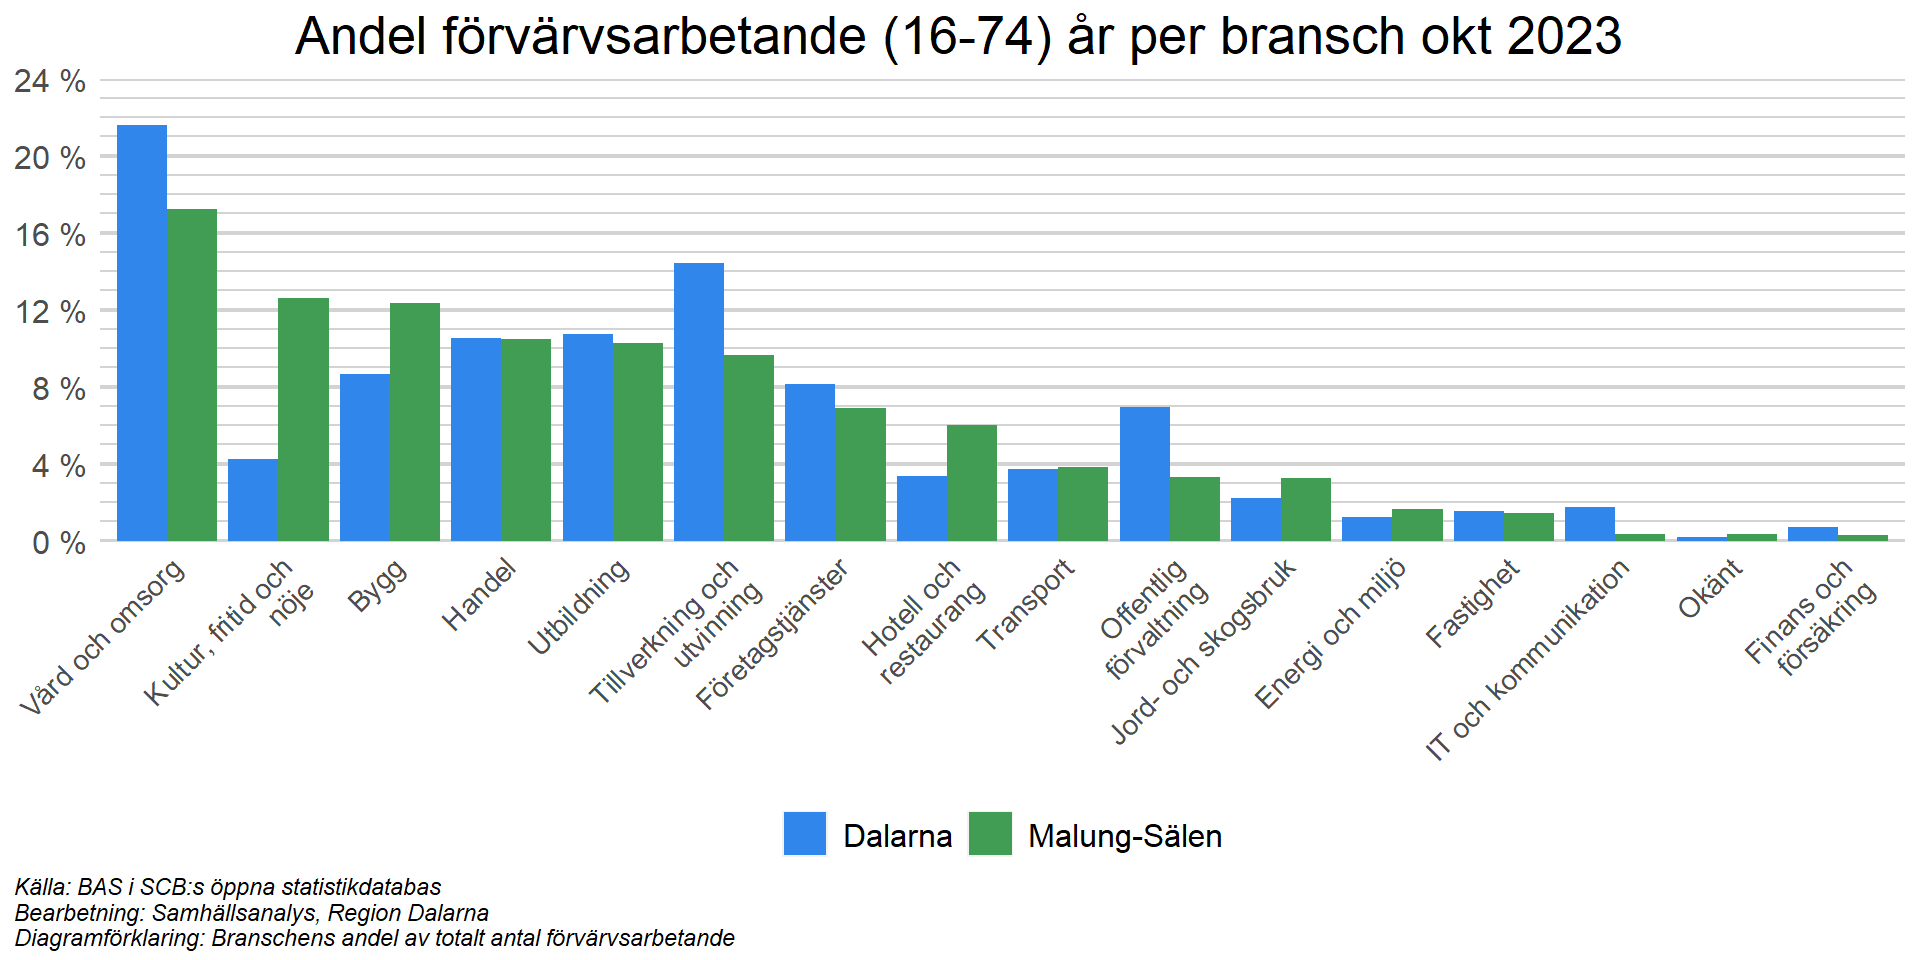 Andel förvärvsarbetande (16-74) år per bransch okt 2023
24 %
20 %
16 %
12 %
8 %
4 %
0 %
Vård och omsorg
Kultur, fritid och
nöje
Bygg
Handel
Utbildning
Tillverkning och
utvinning
Företagstjänster
Hotell och
restaurang
Transport
Offentlig
förvaltning
Jord- och skogsbruk
Energi och miljö
Fastighet
IT och kommunikation
Okänt
Finans och
försäkring
Dalarna
Malung-Sälen
Källa: BAS i SCB:s öppna statistikdatabas
Bearbetning: Samhällsanalys, Region Dalarna
Diagramförklaring: Branschens andel av totalt antal förvärvsarbetande